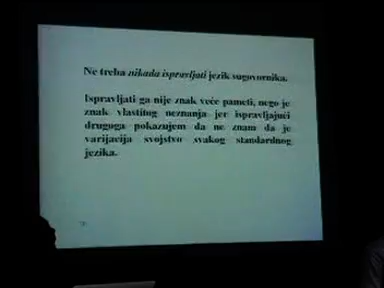 Ne treba nikada ispravljati jezik sugovornika.
Ispravljati ga nije znak veće pameti, nego je
znak vlastitog neznanja jer ispravljajući
drugoga pokazujem da ne znam da je
varijacija svojstvo svakog standardnog
jezika.